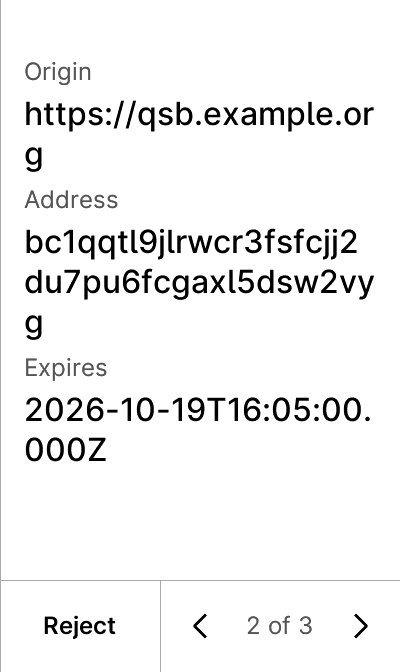 Origin
https://qsb.example.or
g
Address
bc1qqtl9jlrwcr3fsfcjj2
du7pu6fcgaxl5dsw2vy
g
Expires
2026-10-19T16:05:00.
000Z
Reject
2 of 3